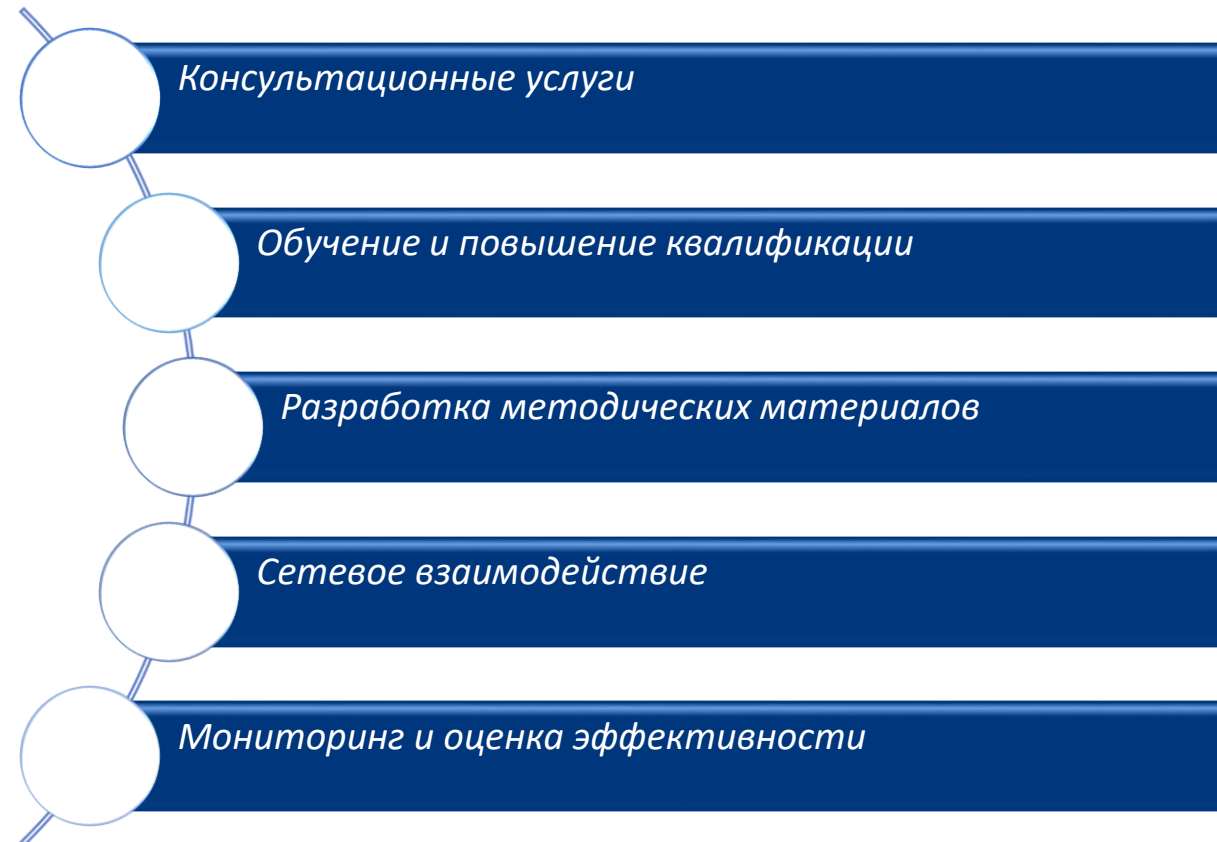 Консультационные услуги
Обучение и повышение квалификации
Разработка методических материалов
Сетевое взаимодействие
Мониторинг и оценка эффективности